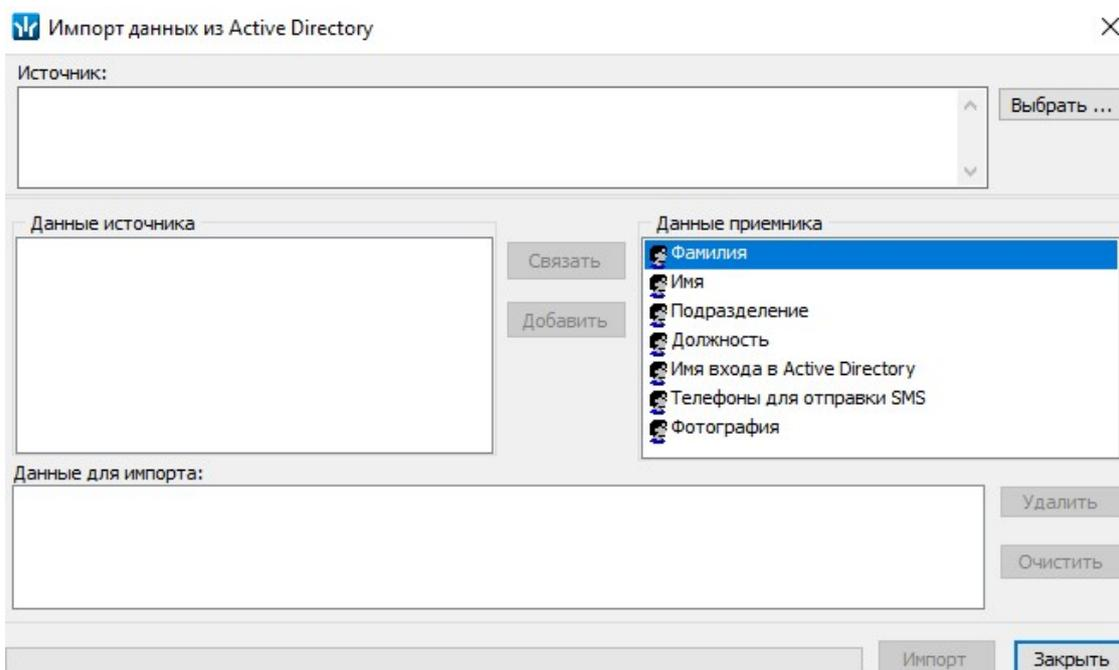 Импорт данных из Active Directory
Источник:
Выбрать ...
Данные источника
Данные приемника
Связать
Добавить
Фамилия
Имя
Подразделение
Должность
Имя входа в Active Directory
Телефоны для отправки SMS
Фотография
Данные для импорта:
Удалить
Очистить
Импорт
Закрыть